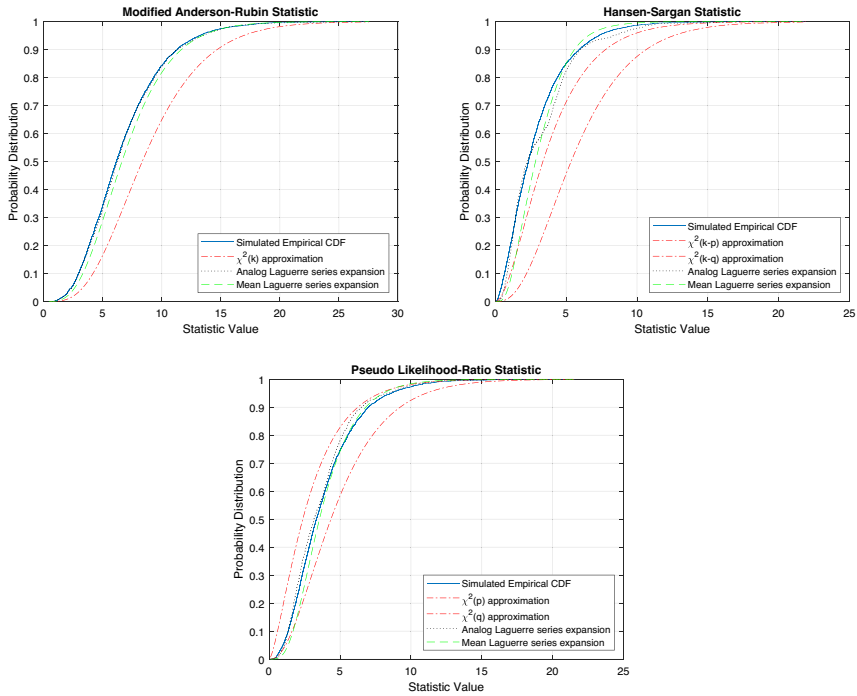 Modified Anderson-Rubin Statistic
1
0.9
0.8
0.7
0.6
0.5
0.4
0.3
0.2
0.1
0
Probability Distribution
Simulated Empirical CDF
χ²(k) approximation
Analog Laguerre series expansion
Mean Laguerre series expansion
0 5 10 15 20 25 30
Statistic Value
Hansen-Sargan Statistic
1
0.9
0.8
0.7
0.6
0.5
0.4
0.3
0.2
0.1
0
Probability Distribution
Simulated Empirical CDF
χ²(k-p) approximation
χ²(k-q) approximation
Analog Laguerre series expansion
Mean Laguerre series expansion
0 5 10 15 20 25
Statistic Value
Pseudo Likelihood-Ratio Statistic
1
0.9
0.8
0.7
0.6
0.5
0.4
0.3
0.2
0.1
0
Probability Distribution
Simulated Empirical CDF
χ²(p) approximation
χ²(q) approximation
Analog Laguerre series expansion
Mean Laguerre series expansion
0 5 10 15 20 25
Statistic Value